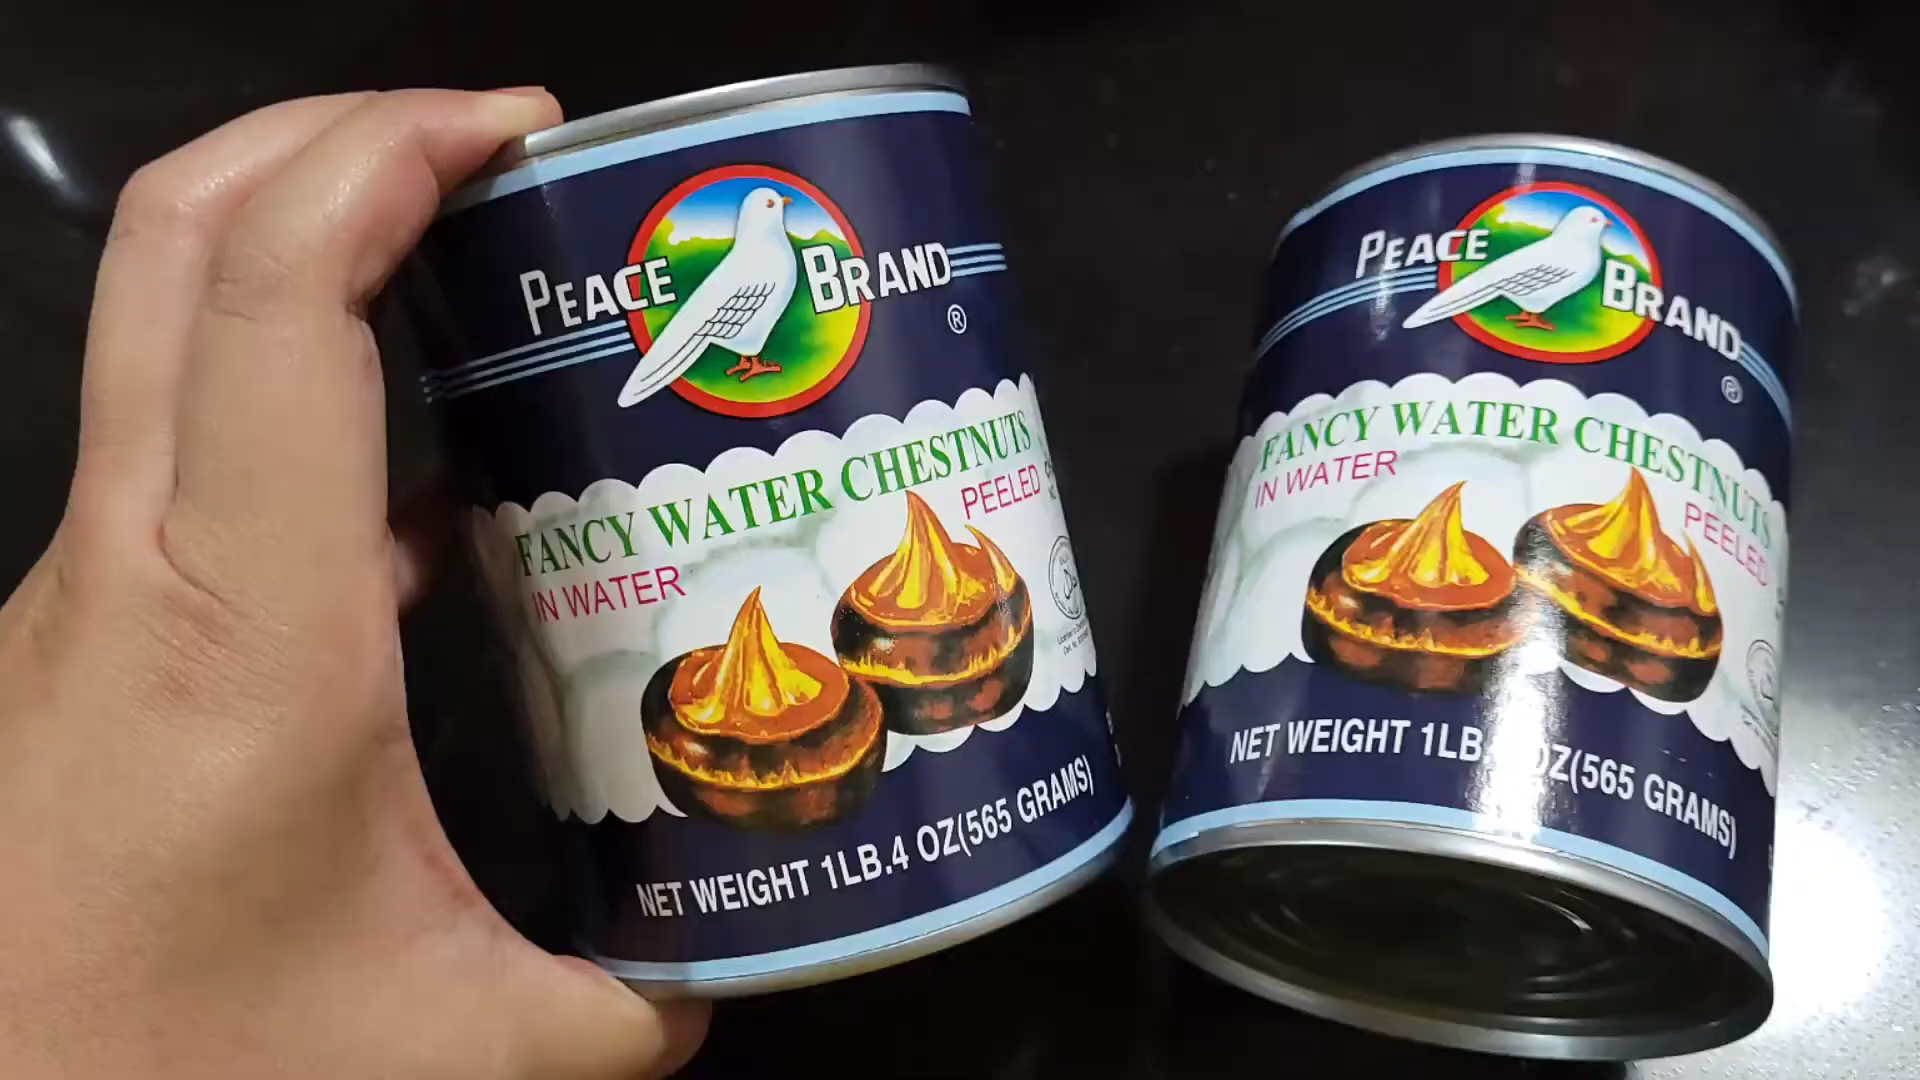 PEACE BRAND
®
FANCY WATER CHESTNUTS
IN WATER
PEELED
NET WEIGHT 1LB.4 OZ(565 GRAMS)
PEACE BRAND
®
FANCY WATER CHESTNUTS
IN WATER
PEELED
NET WEIGHT 1LB OZ(565 GRAMS)